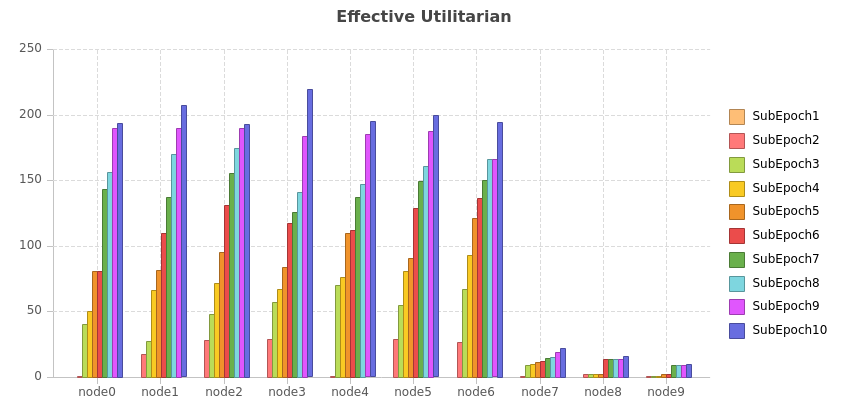 Effective Utilitarian
250
200
150
100
50
0
node0 node1 node2 node3 node4 node5 node6 node7 node8 node9
SubEpoch1
SubEpoch2
SubEpoch3
SubEpoch4
SubEpoch5
SubEpoch6
SubEpoch7
SubEpoch8
SubEpoch9
SubEpoch10